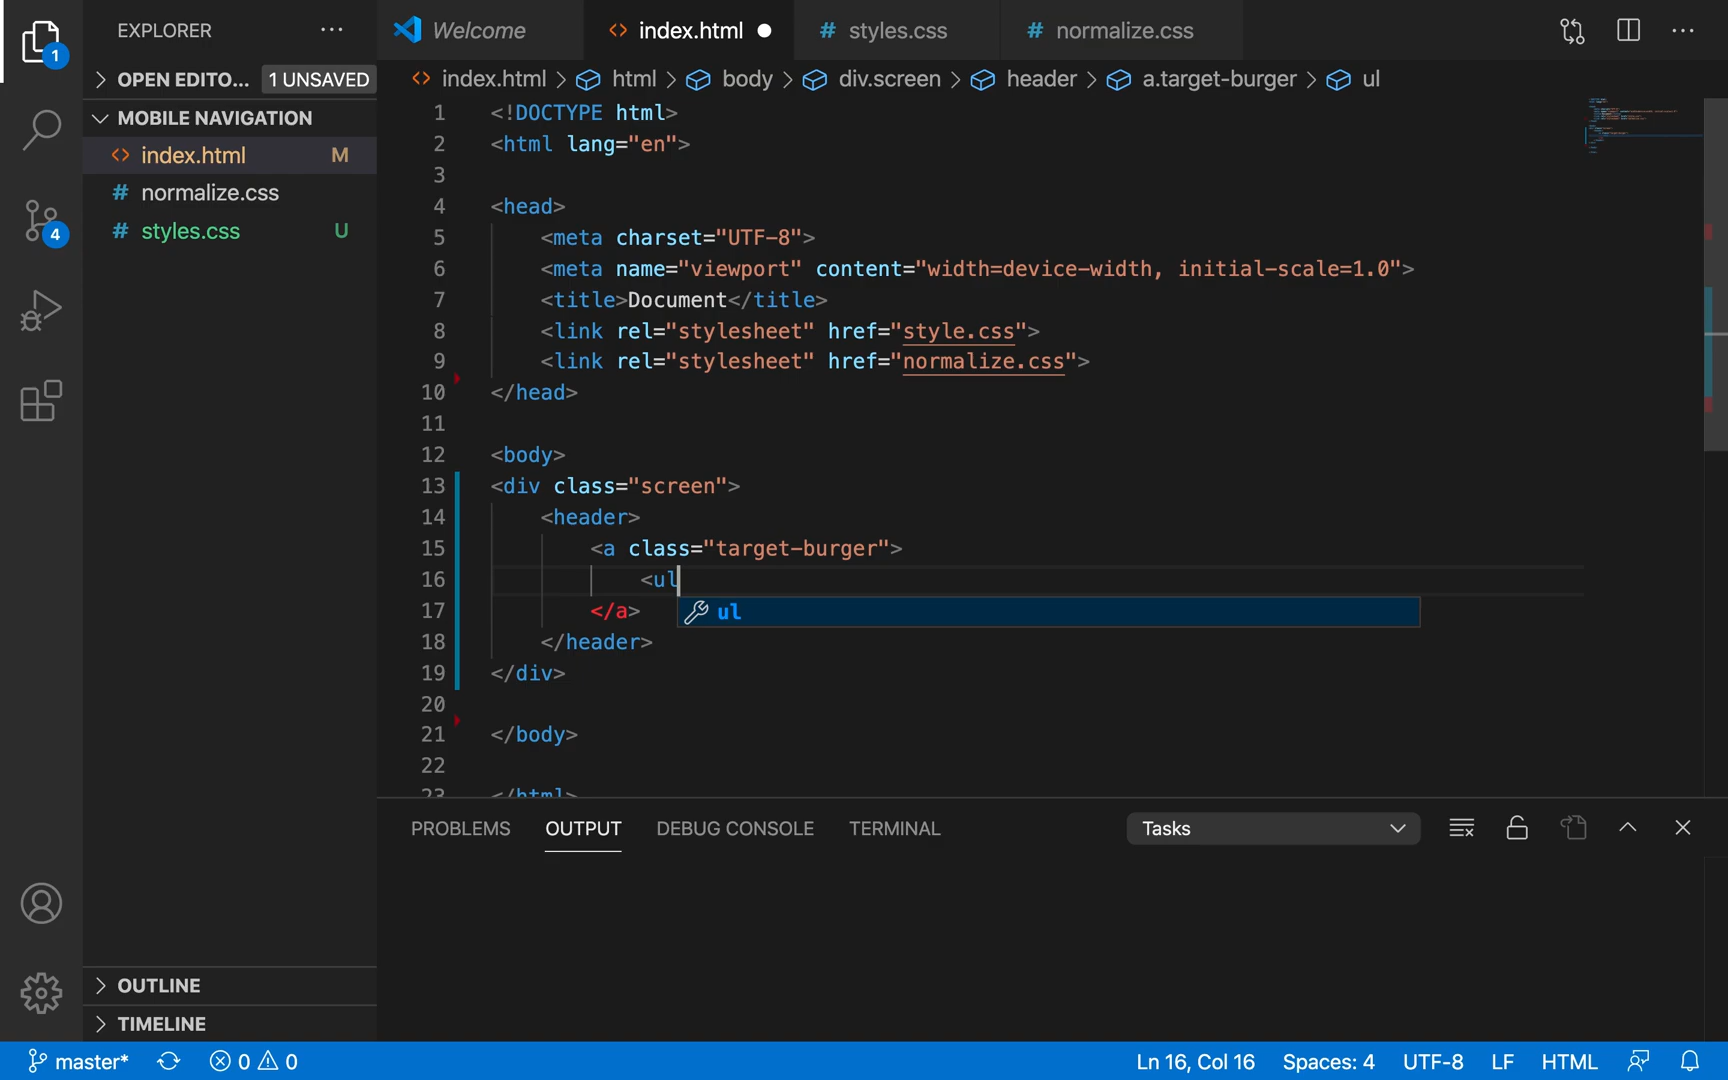 EXPLORER
Welcome
index.html
# styles.css
# normalize.css
1
OPEN EDITO... 1 UNSAVED
index.html html body div.screen header a.target-burger ul
MOBILE NAVIGATION
index.html M
# normalize.css
# styles.css U
4
1 <!DOCTYPE html>
2 <html lang="en">
3
4 <head>
5 <meta charset="UTF-8">
6 <meta name="viewport" content="width=device-width, initial-scale=1.0">
7 <title>Document</title>
8 <link rel="stylesheet" href="style.css">
9 <link rel="stylesheet" href="normalize.css">
10 </head>
11
12 <body>
13 <div class="screen">
14 <header>
15 <a class="target-burger">
16 <ul
ul
17 </a>
18 </header>
19 </div>
20
21 </body>
22
23 </html>
PROBLEMS OUTPUT DEBUG CONSOLE TERMINAL Tasks
OUTLINE
TIMELINE
master* 0 0 Ln 16, Col 16 Spaces: 4 UTF-8 LF HTML